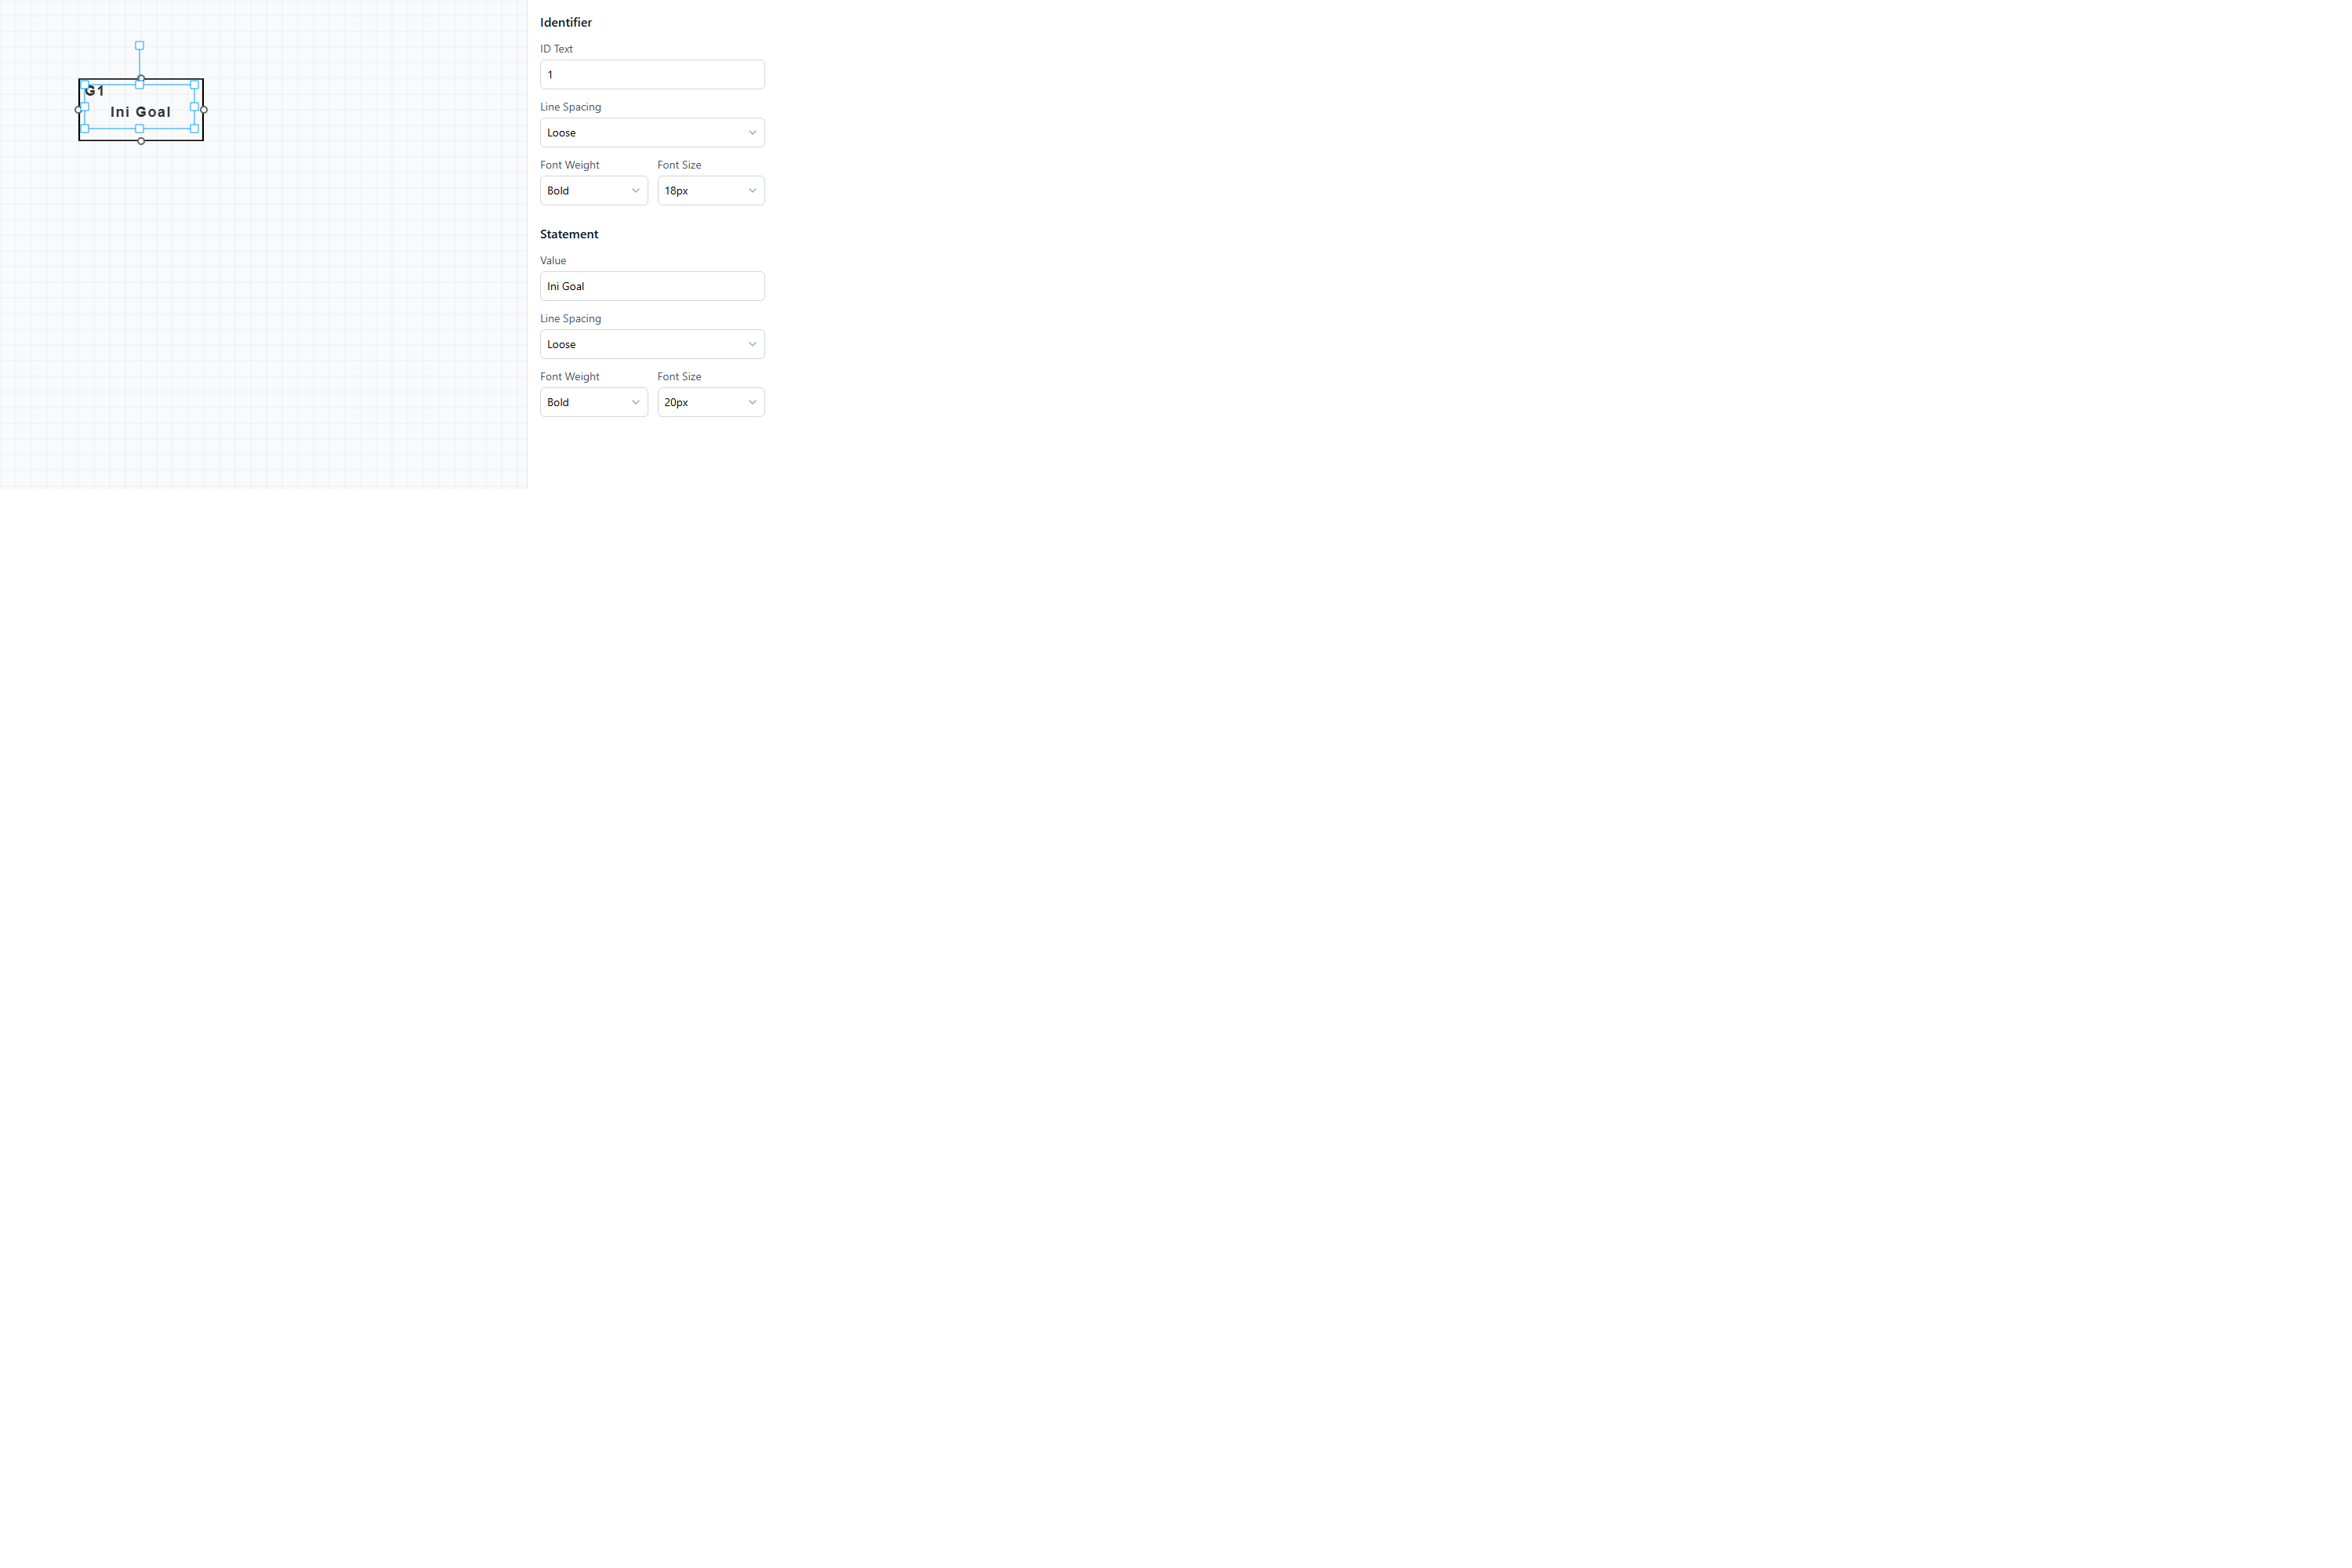 G1
Ini Goal
Identifier
ID Text
1
Line Spacing
Loose
Font Weight Font Size
Bold 18px
Statement
Value
Ini Goal
Line Spacing
Loose
Font Weight Font Size
Bold 20px